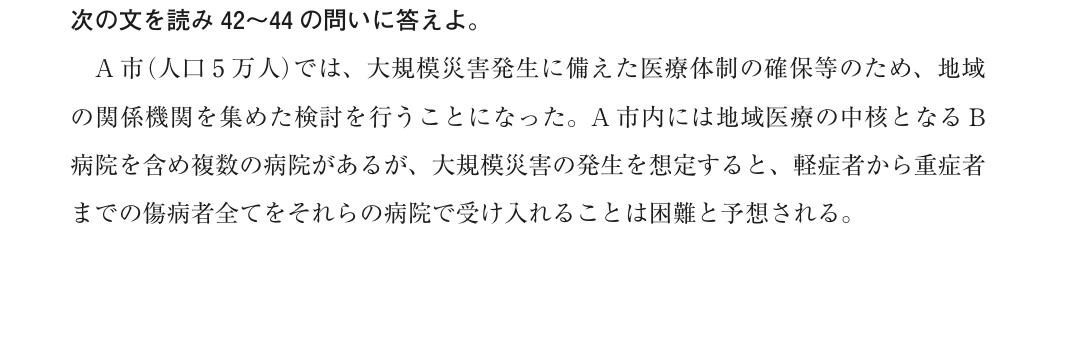 次の文を読み 42～44 の問いに答えよ。
A 市(人口 5 万人)では、大規模災害発生に備えた医療体制の確保等のため、地域
の関係機関を集めた検討を行うことになった。A 市内には地域医療の中核となる B
病院を含め複数の病院があるが、大規模災害の発生を想定すると、軽症者から重症者
までの傷病者全てをそれらの病院で受け入れることは困難と予想される。